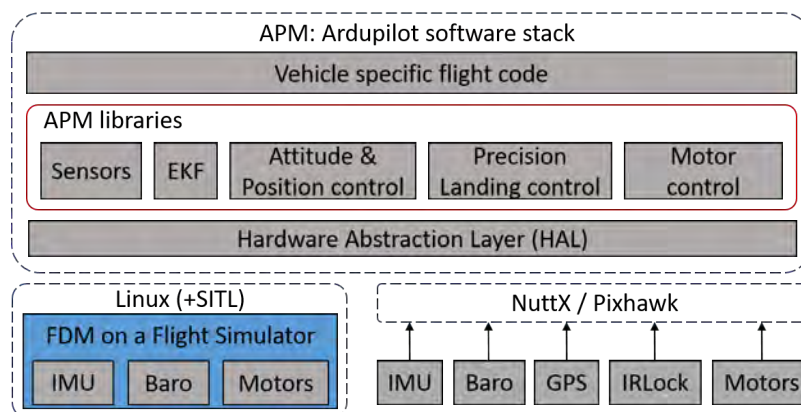 APM: Ardupilot software stack
Vehicle specific flight code
APM libraries
Sensors
EKF
Attitude &
Position control
Precision
Landing control
Motor
control
Hardware Abstraction Layer (HAL)
Linux (+SITL)
FDM on a Flight Simulator
IMU
Baro
Motors
NuttX / Pixhawk
IMU
Baro
GPS
IRLock
Motors